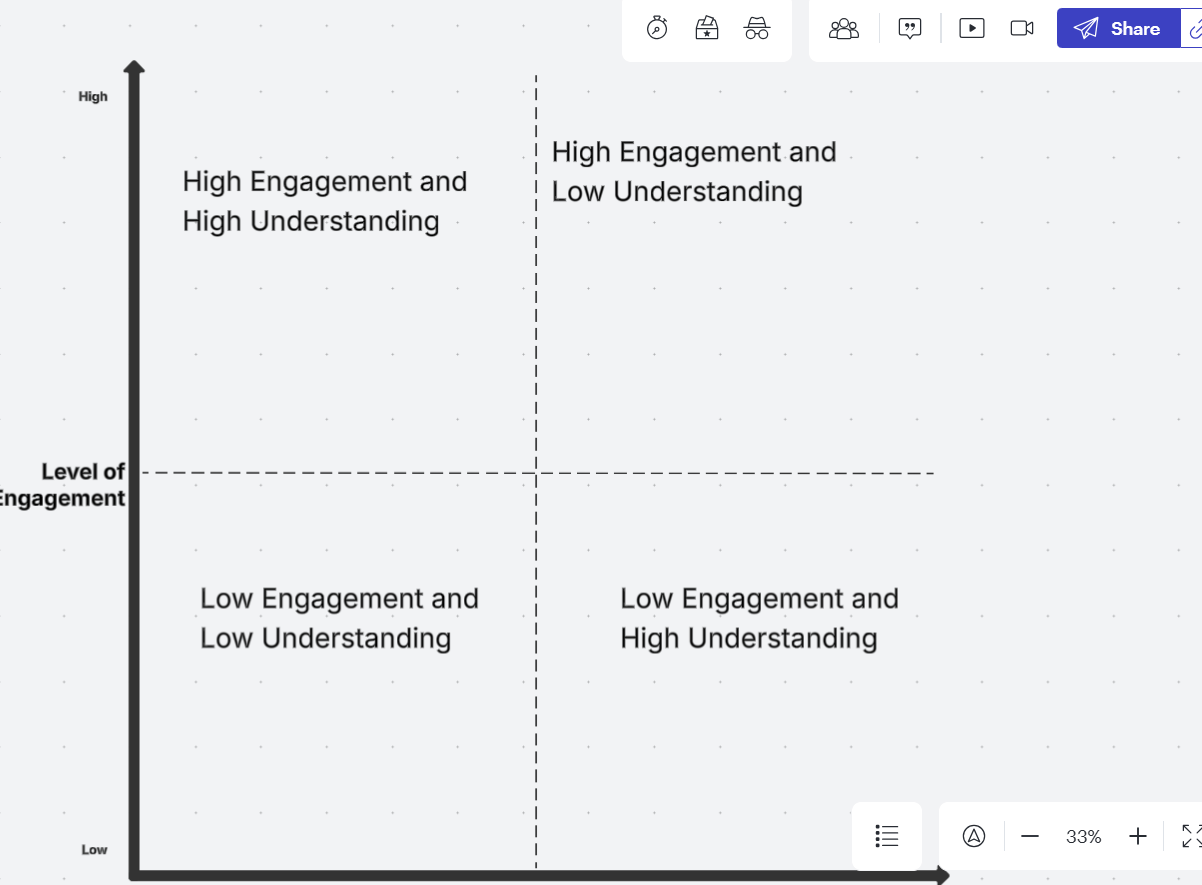 Share
High
High Engagement and
High Understanding
High Engagement and
Low Understanding
Level of
Engagement
Low Engagement and
Low Understanding
Low Engagement and
High Understanding
Low
33%